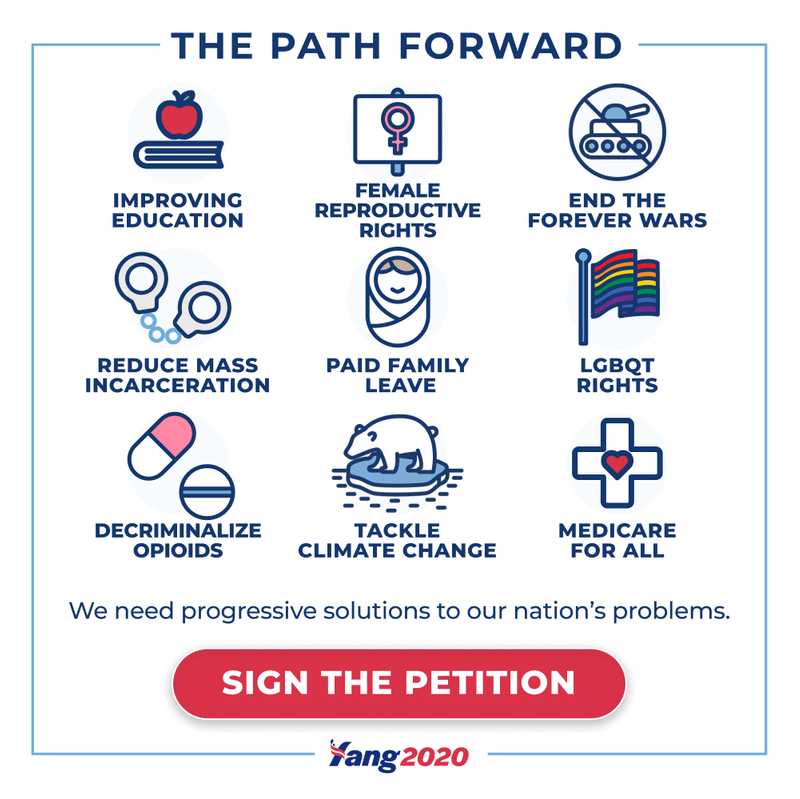 THE PATH FORWARD
IMPROVING
EDUCATION
FEMALE
REPRODUCTIVE
RIGHTS
END THE
FOREVER WARS
REDUCE MASS
INCARCERATION
PAID FAMILY
LEAVE
LGBQT
RIGHTS
DECRIMINALIZE
OPIOIDS
TACKLE
CLIMATE CHANGE
MEDICARE
FOR ALL
We need progressive solutions to our nation's problems.
SIGN THE PETITION
Yang2020